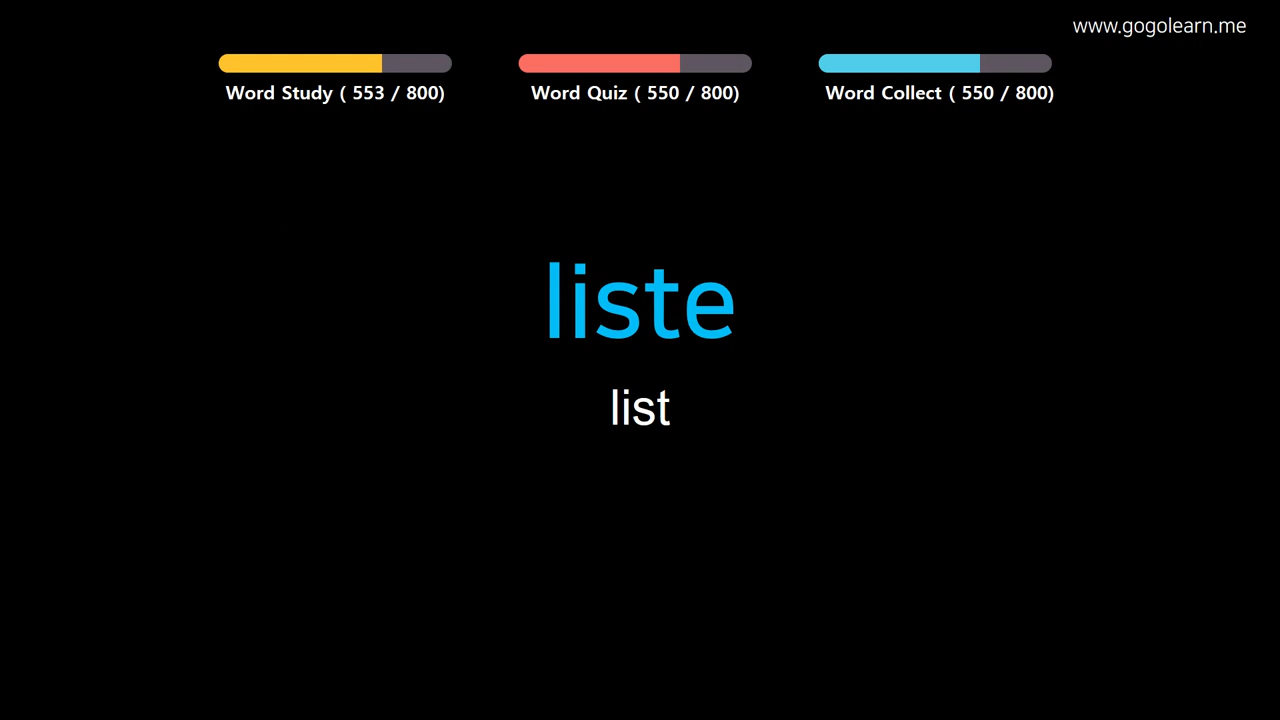 www.gogolearn.me
Word Study ( 553 / 800)
Word Quiz ( 550 / 800)
Word Collect ( 550 / 800)
liste
list